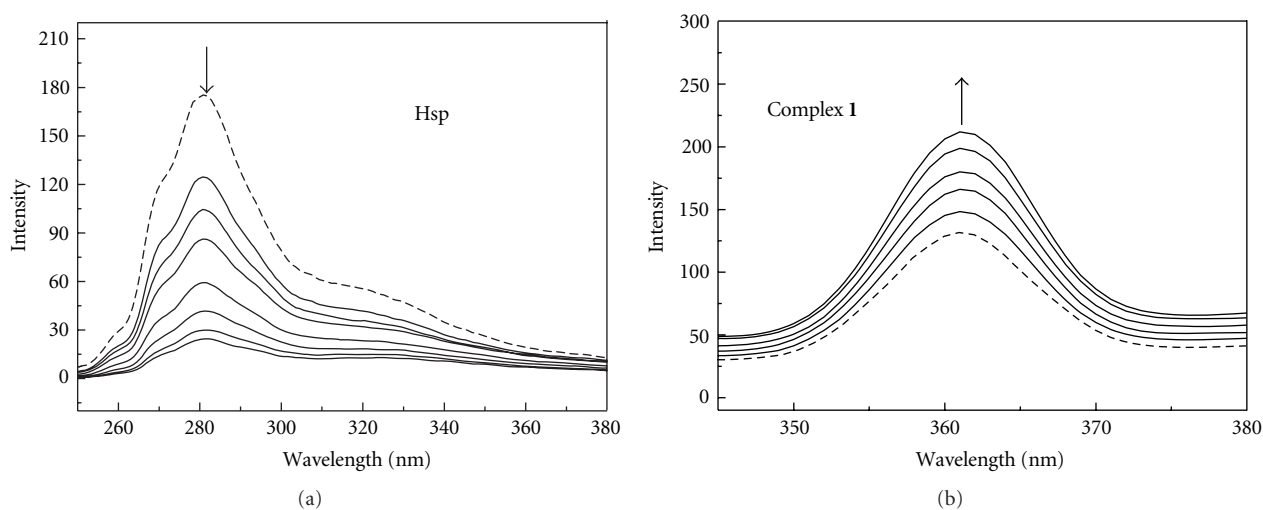 210
180
150
120
90
60
30
0
Intensity
Hsp
260 280 300 320 340 360 380
Wavelength (nm)
(a)
300
250
200
150
100
50
0
Intensity
Complex 1
350 360 370 380
Wavelength (nm)
(b)